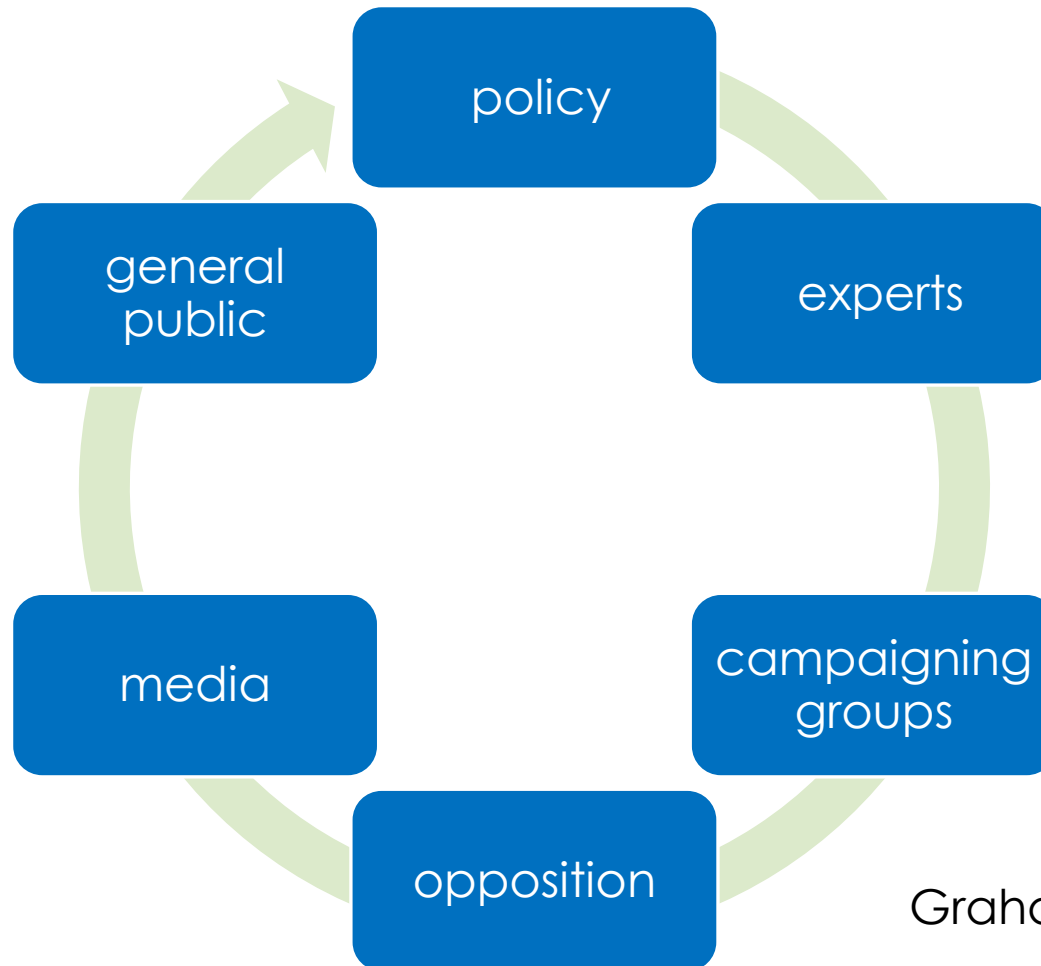 policy
experts
campaigning
groups
opposition
media
general
public